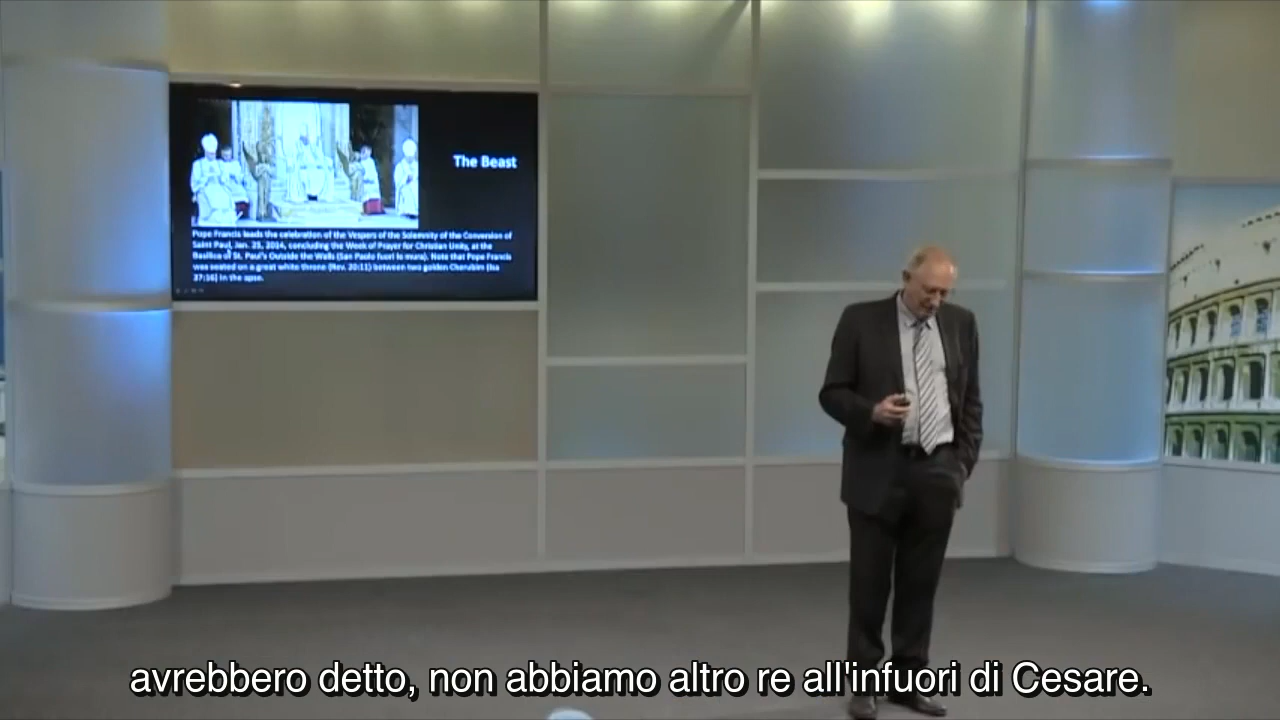 The Beast
Pope Francis leads the celebration of the Vespers of the Solemnity of the Conversion of
Saint Paul, Jan. 25, 2014, concluding the Week of Prayer for Christian Unity, at the
Basilica of St. Paul's Outside the Walls (San Paolo fuori le mura). Note that Pope Francis
was seated on a great white throne (Rev. 20:11) between two golden Cherubim (Isa
37:16) in the apse.
avrebbero detto, non abbiamo altro re all'infuori di Cesare.